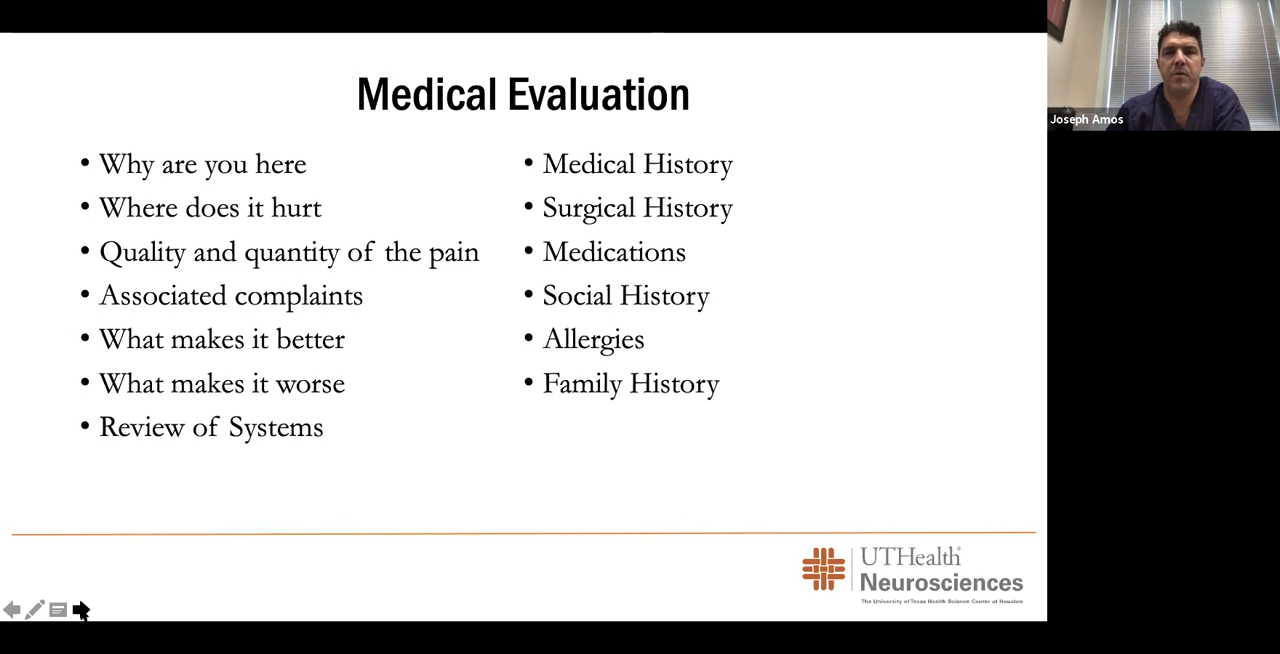 Medical Evaluation
• Why are you here
• Where does it hurt
• Quality and quantity of the pain
• Associated complaints
• What makes it better
• What makes it worse
• Review of Systems
• Medical History
• Surgical History
• Medications
• Social History
• Allergies
• Family History
UTHealth®
Neurosciences
The University of Texas Health Science Center at Houston
Joseph Amos